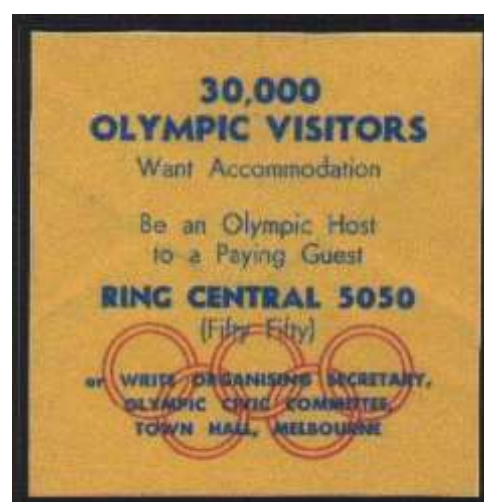 30,000
OLYMPIC VISITORS
Want Accommodation
Be an Olympic Host
to a Paying Guest
RING CENTRAL 5050
(Fifty Fifty)
or WRITE ORGANISING SECRETARY,
OLYMPIC CIVIC COMMITTEE,
TOWN HALL, MELBOURNE